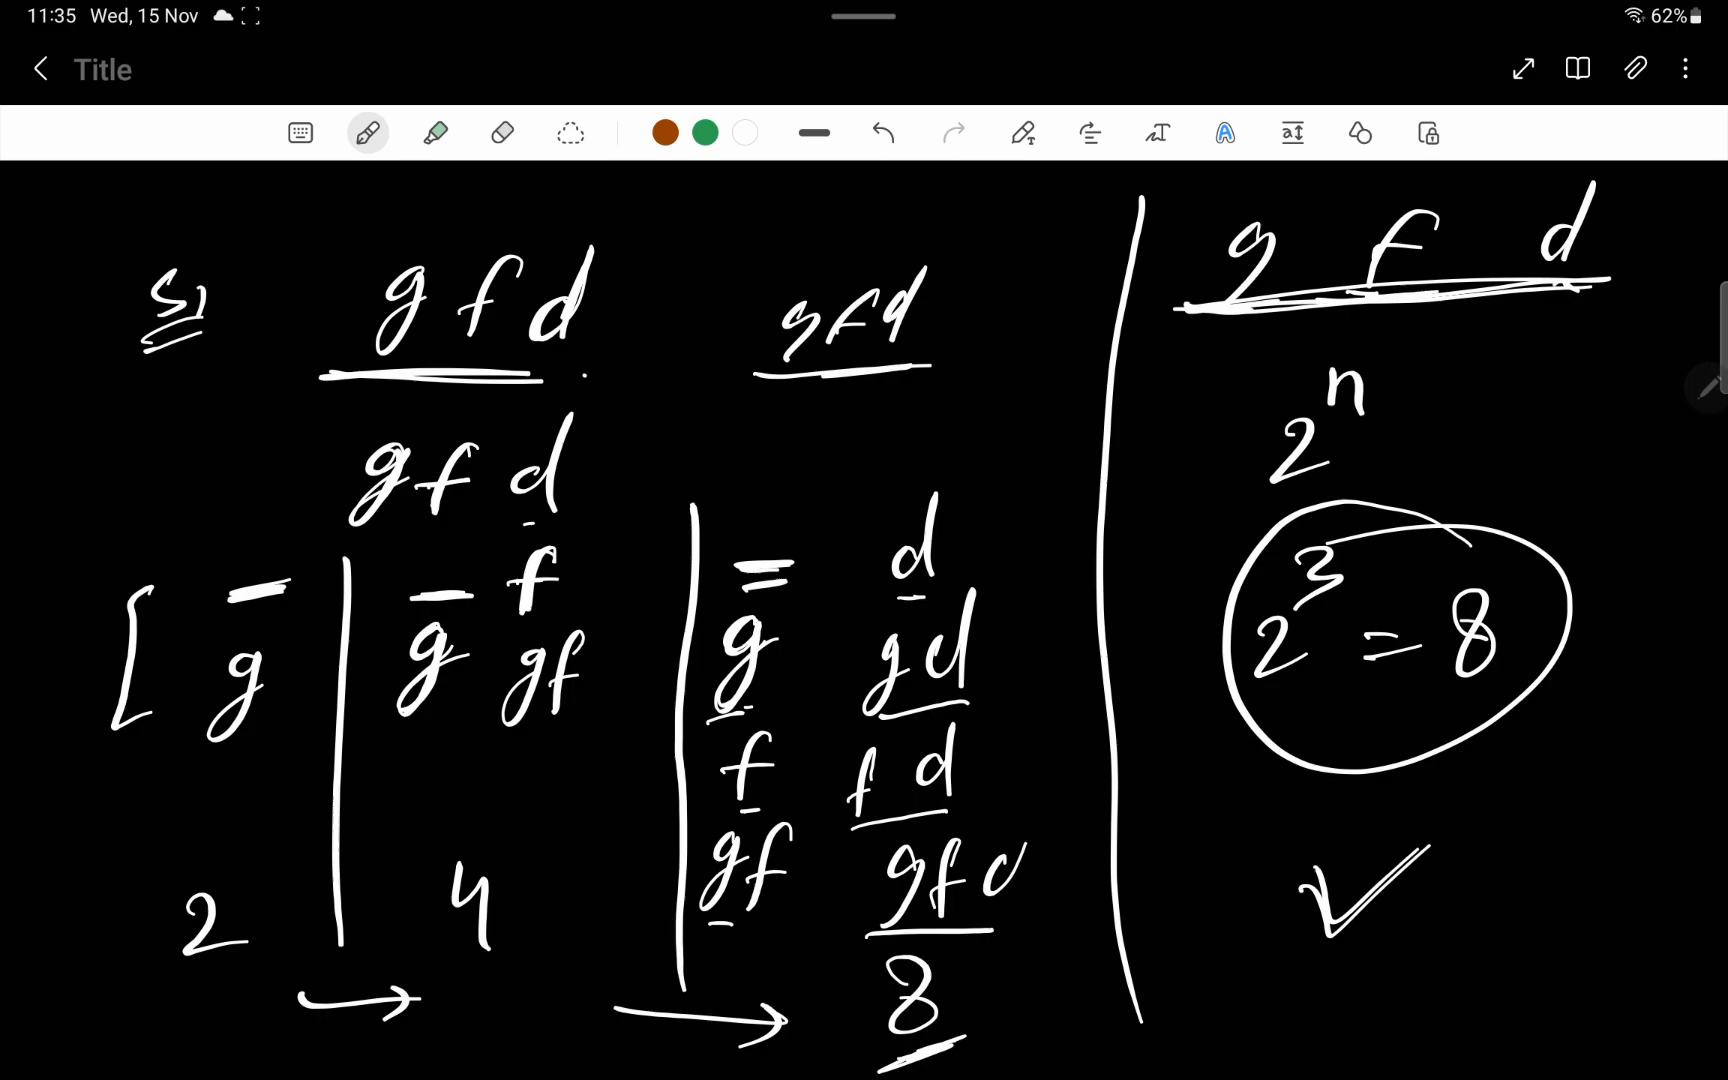 11:35 Wed, 15 Nov 62%
Title
S1 g f d gfd
g f d
g f d
— — f = d
g g gf g gd
f f d
gf gfd
2 4 8
2^n
2^3 = 8